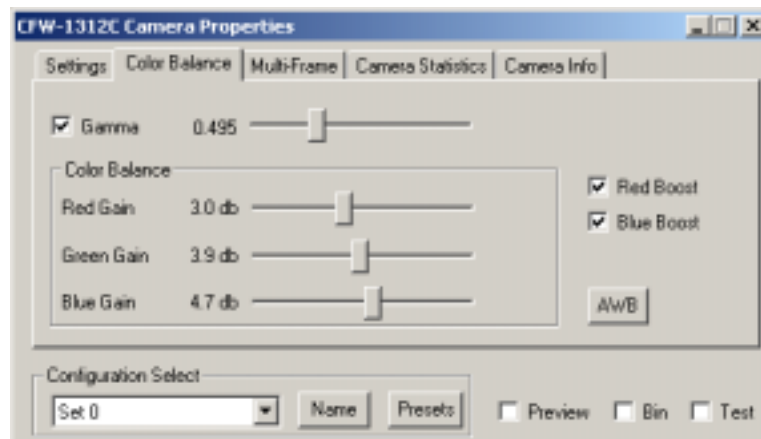 CFW-1312C Camera Properties
Settings Color Balance Multi-Frame Camera Statistics Camera Info
Gamma 0.495
Color Balance
Red Gain 3.0 db
Green Gain 3.9 db
Blue Gain 4.7 db
Red Boost
Blue Boost
AWB
Configuration Select
Set 0 Name Presets Preview Bin Test